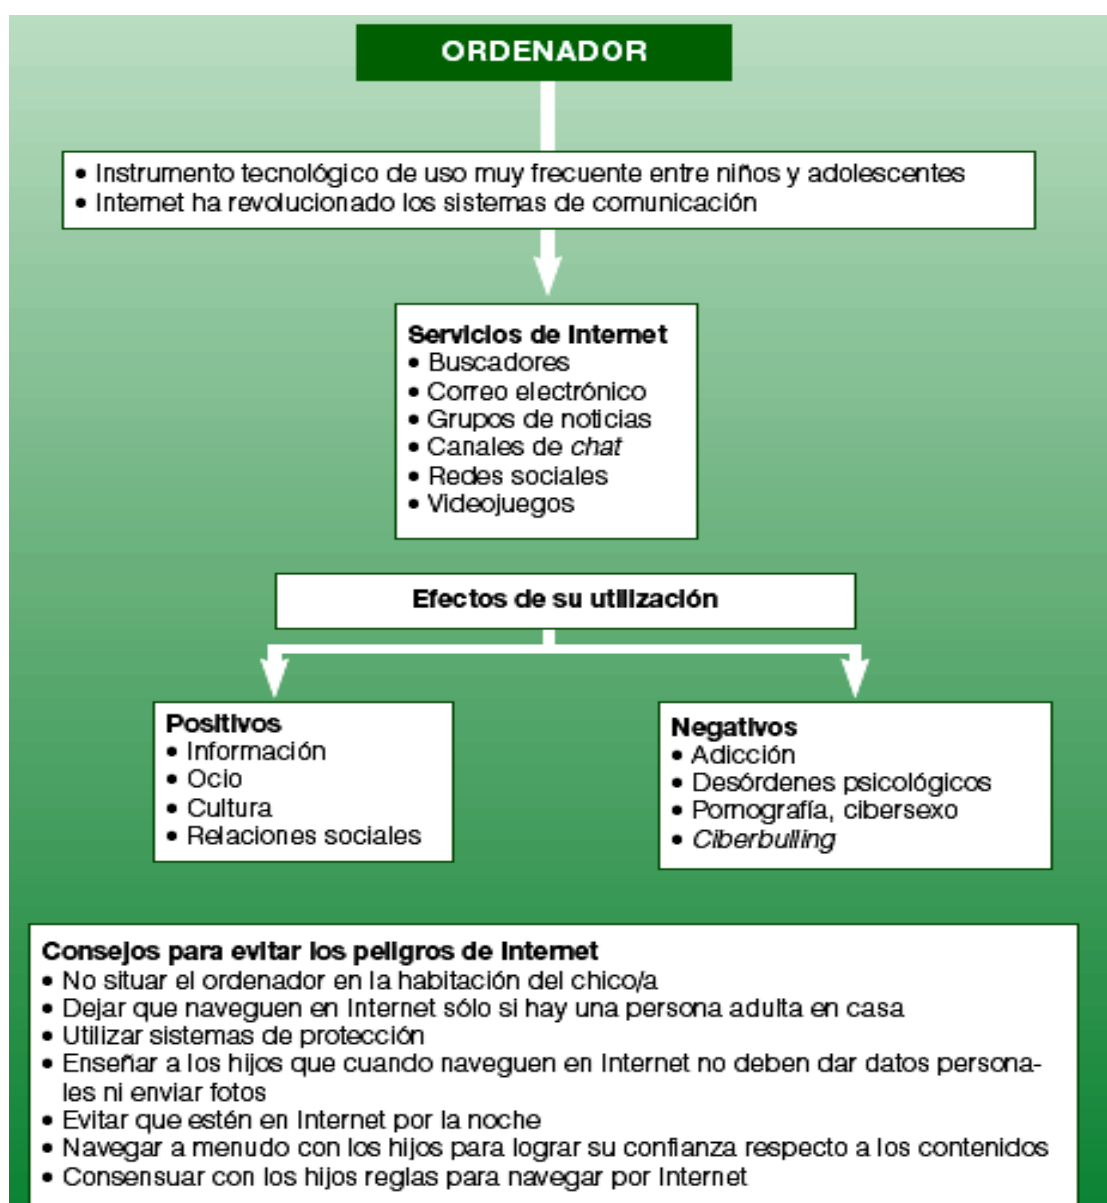 ORDENADOR
• Instrumento tecnológico de uso muy frecuente entre niños y adolescentes
• Internet ha revolucionado los sistemas de comunicación
Servicios de Internet
• Buscadores
• Correo electrónico
• Grupos de noticias
• Canales de chat
• Redes sociales
• Videojuegos
Efectos de su utilización
Positivos
• Información
• Ocio
• Cultura
• Relaciones sociales
Negativos
• Adicción
• Desórdenes psicológicos
• Pornografía, cibersexo
• Ciberbulling
Consejos para evitar los peligros de Internet
• No situar el ordenador en la habitación del chico/a
• Dejar que naveguen en Internet sólo si hay una persona adulta en casa
• Utilizar sistemas de protección
• Enseñar a los hijos que cuando naveguen en Internet no deben dar datos persona-
les ni enviar fotos
• Evitar que estén en Internet por la noche
• Navegar a menudo con los hijos para lograr su confianza respecto a los contenidos
• Consensuar con los hijos reglas para navegar por Internet